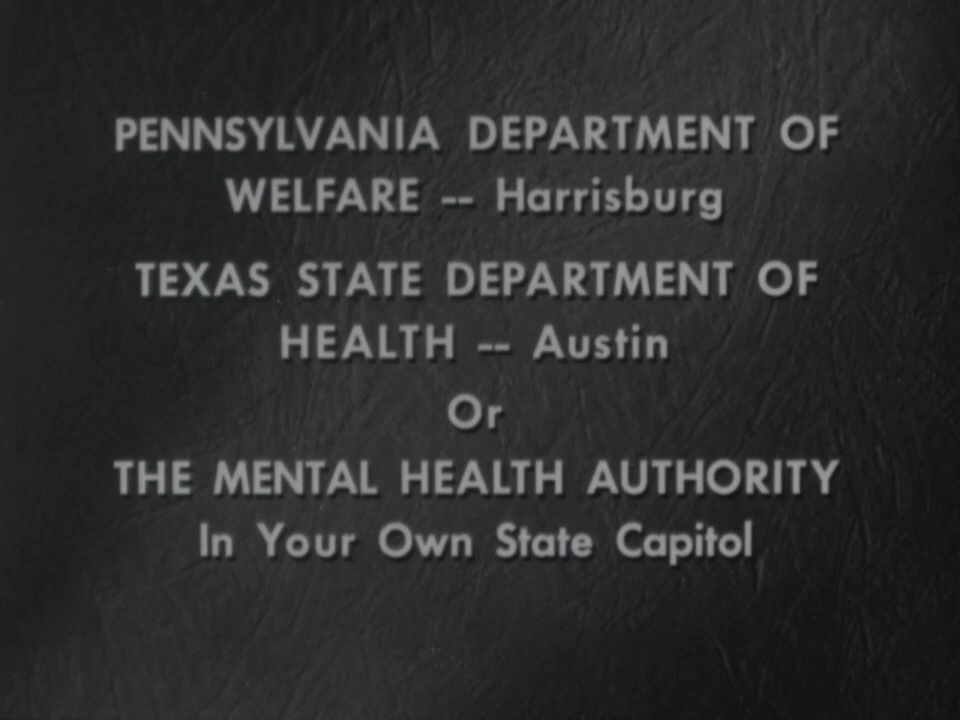 PENNSYLVANIA DEPARTMENT OF
WELFARE -- Harrisburg
TEXAS STATE DEPARTMENT OF
HEALTH -- Austin
Or
THE MENTAL HEALTH AUTHORITY
In Your Own State Capitol